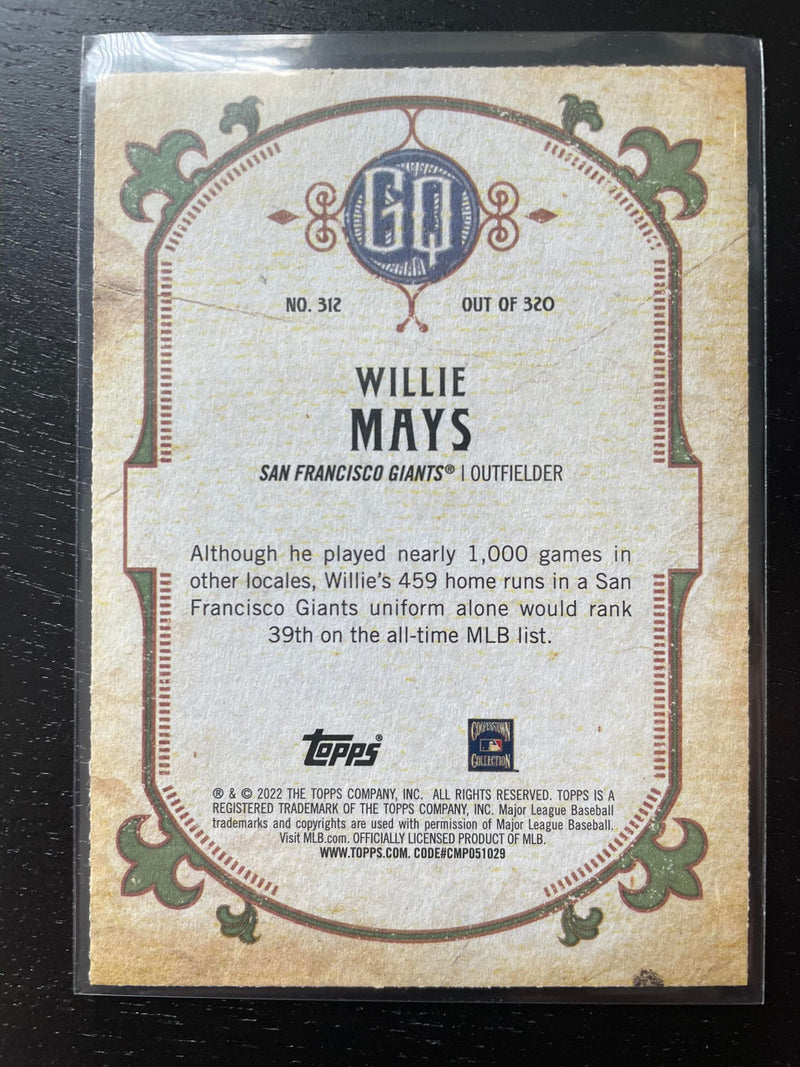 GQ
NO. 312 OUT OF 320
WILLIE
MAYS
SAN FRANCISCO GIANTS® | OUTFIELDER
Although he played nearly 1,000 games in
other locales, Willie's 459 home runs in a San
Francisco Giants uniform alone would rank
39th on the all-time MLB list.
Topps®
COOPERSTOWN
COLLECTION
® & © 2022 THE TOPPS COMPANY, INC. ALL RIGHTS RESERVED. TOPPS IS A
REGISTERED TRADEMARK OF THE TOPPS COMPANY, INC. Major League Baseball
trademarks and copyrights are used with permission of Major League Baseball.
Visit MLB.com. OFFICIALLY LICENSED PRODUCT OF MLB.
WWW.TOPPS.COM. CODE#CMP051029